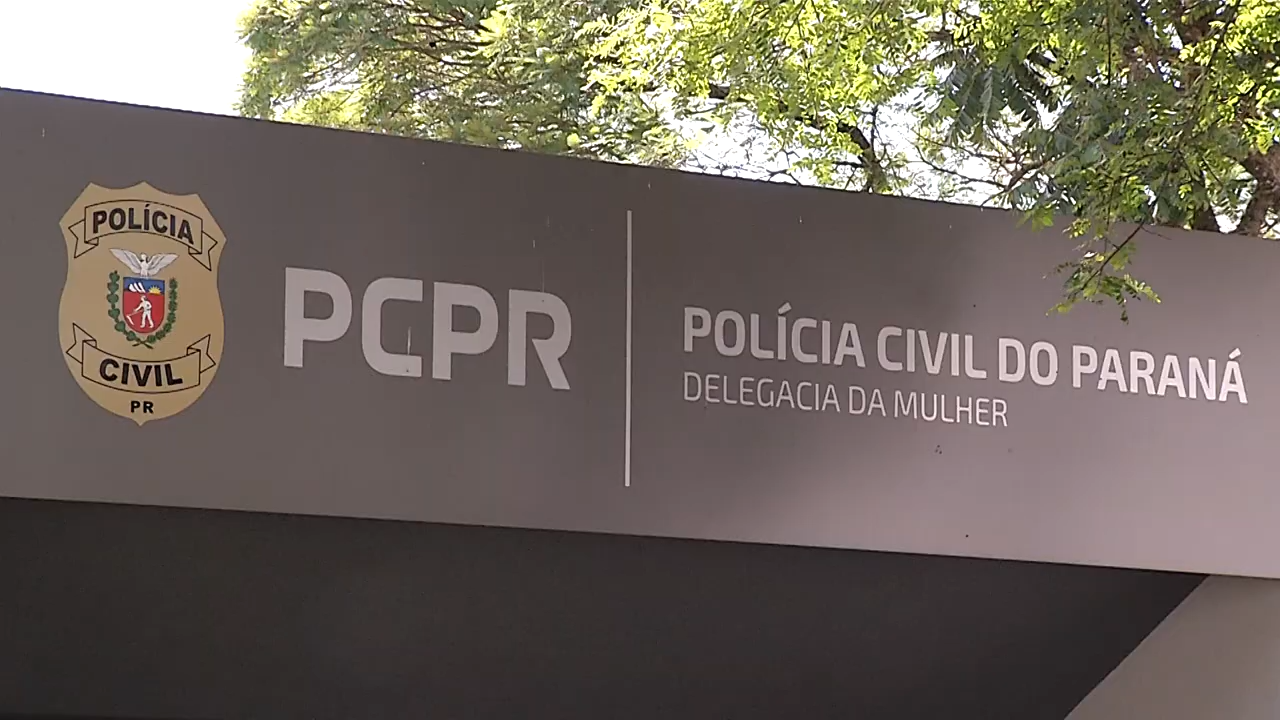 POLÍCIA
CIVIL
PR
PCPR
POLÍCIA CIVIL DO PARANÁ
DELEGACIA DA MULHER